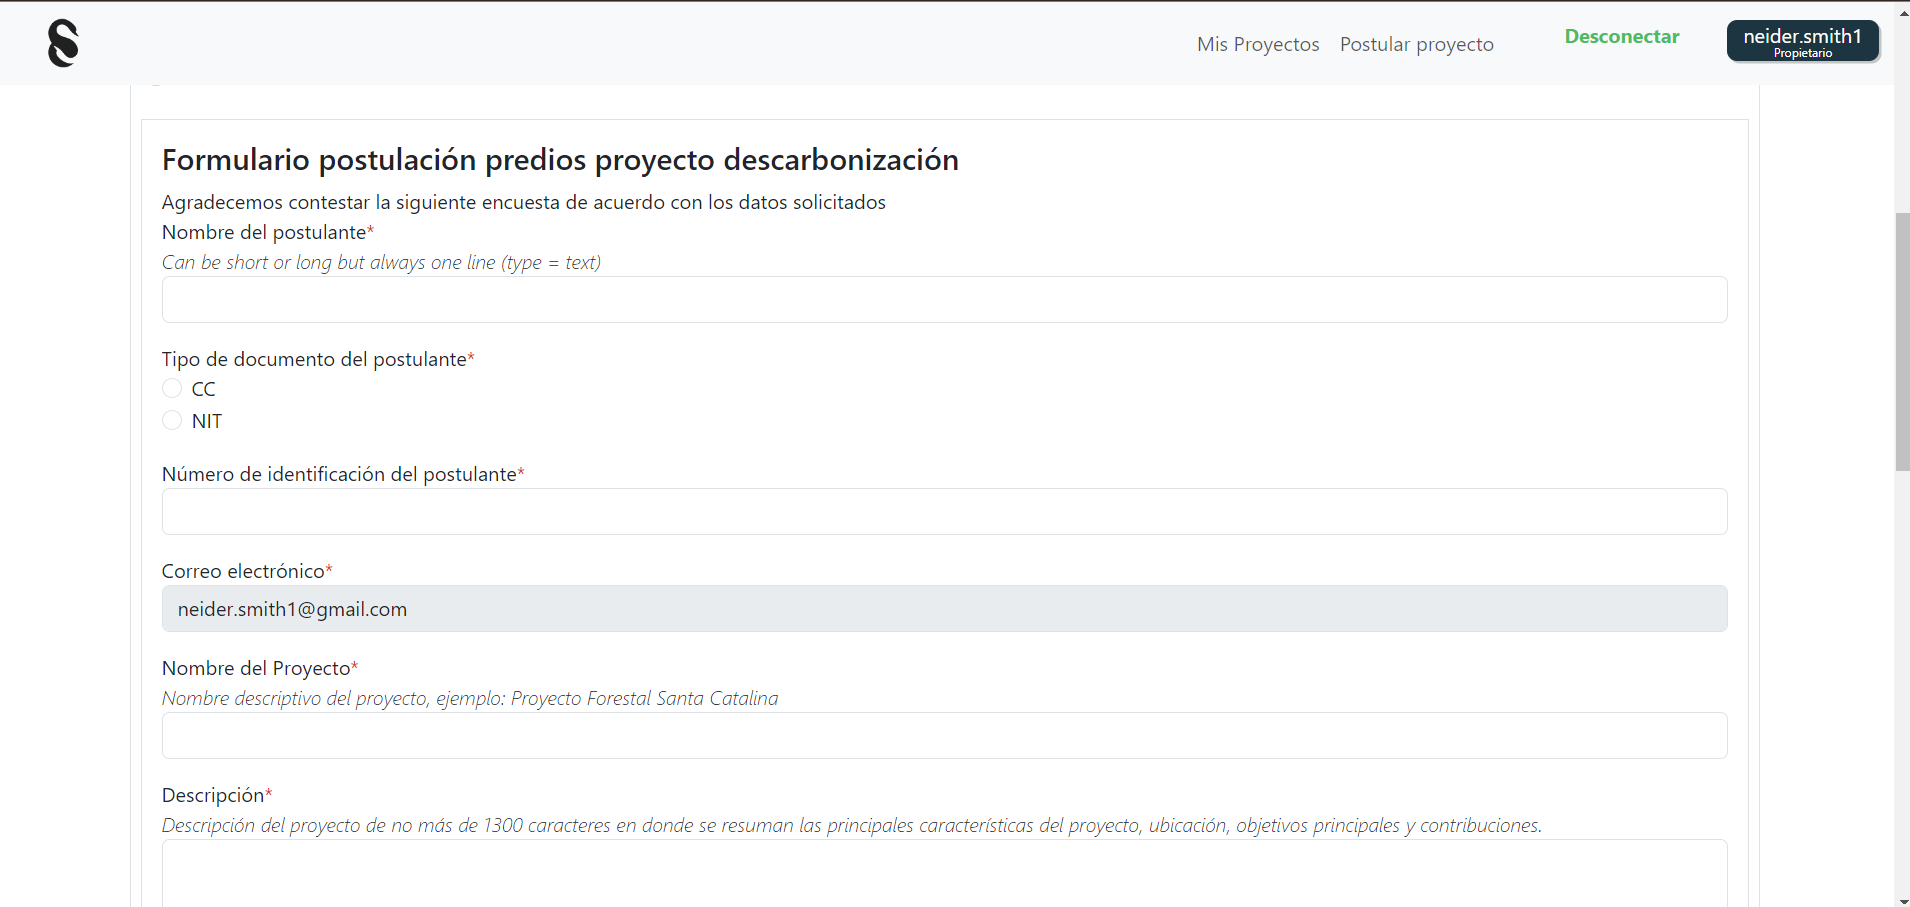 Mis Proyectos Postular proyecto Desconectar neider.smith1
Propietario
Formulario postulación predios proyecto descarbonización
Agradecemos contestar la siguiente encuesta de acuerdo con los datos solicitados
Nombre del postulante*
Can be short or long but always one line (type = text)
Tipo de documento del postulante*
CC
NIT
Número de identificación del postulante*
Correo electrónico*
neider.smith1@gmail.com
Nombre del Proyecto*
Nombre descriptivo del proyecto, ejemplo: Proyecto Forestal Santa Catalina
Descripción*
Descripción del proyecto de no más de 1300 caracteres en donde se resuman las principales características del proyecto, ubicación, objetivos principales y contribuciones.